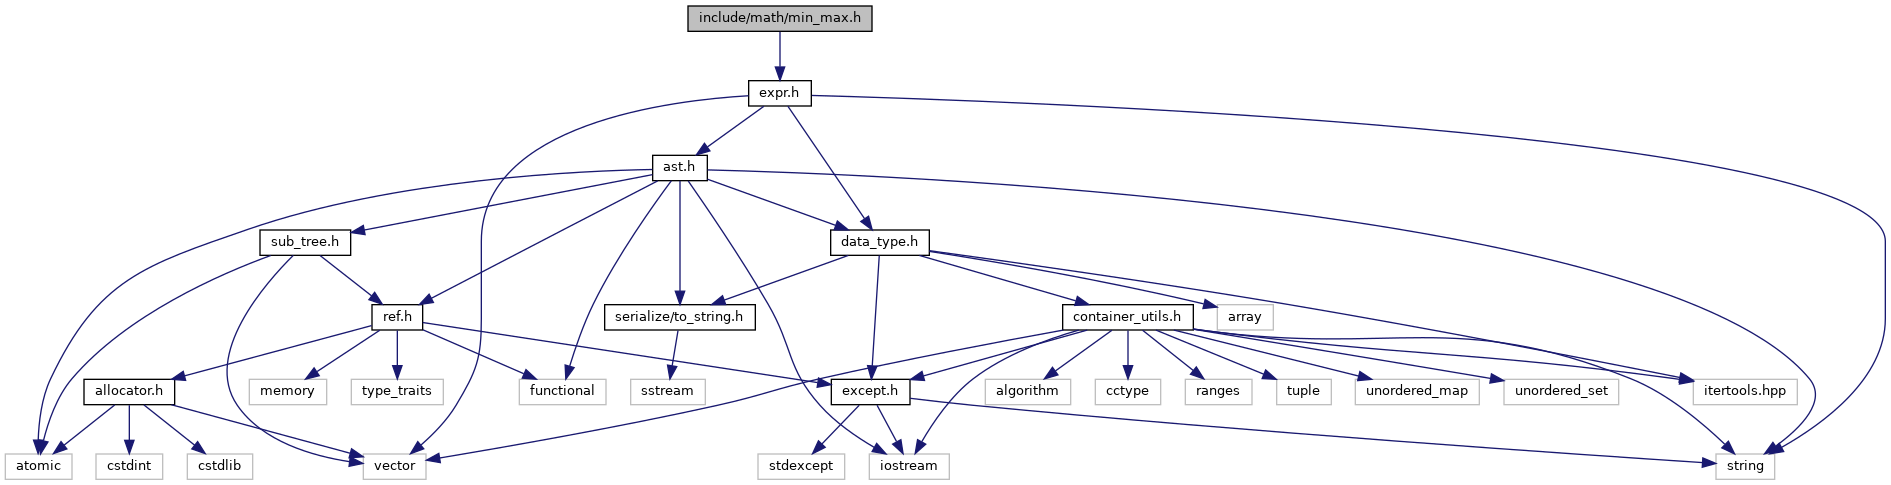 include/math/min_max.h
expr.h
ast.h
sub_tree.h
data_type.h
ref.h
serialize/to_string.h
container_utils.h
array
allocator.h
memory
type_traits
functional
sstream
except.h
algorithm
cctype
ranges
tuple
unordered_map
unordered_set
itertools.hpp
atomic
cstdint
cstdlib
vector
stdexcept
iostream
string